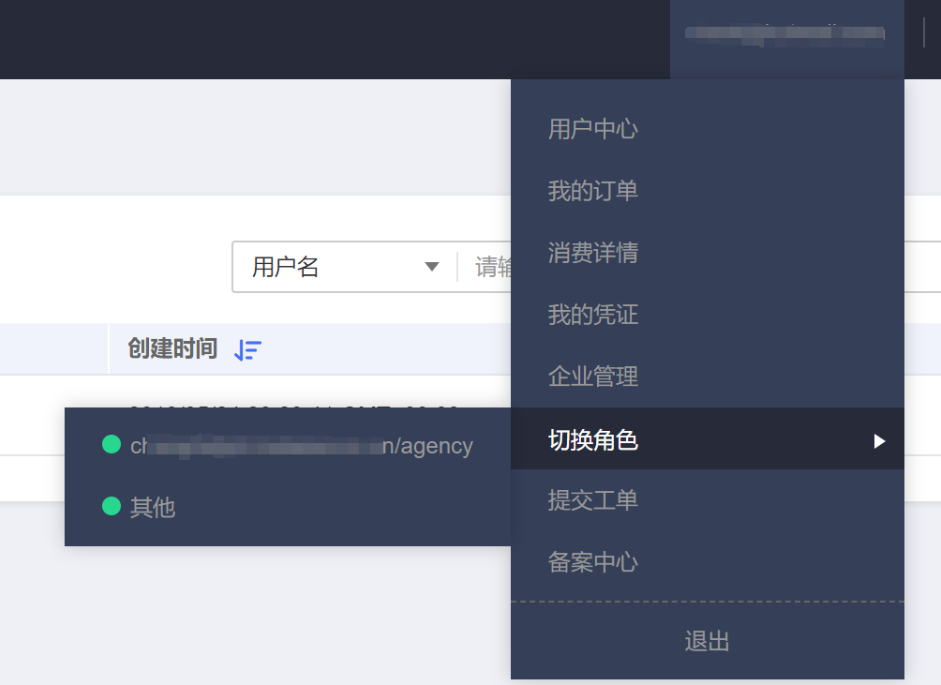 用户中心
我的订单
消费详情
用户名
请输
我的凭证
创建时间
企业管理
切换角色
n/agency
提交工单
其他
备案中心
退出